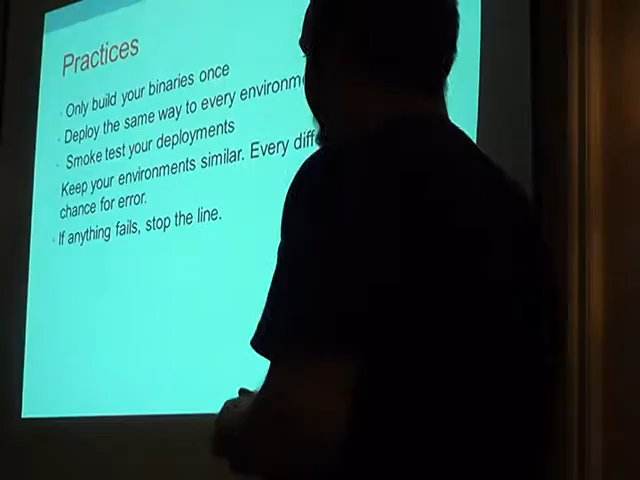 Practices
Only build your binaries once
Deploy the same way to every
Smoke test your deployments
Keep your environments similar. Every
chance for error.
If anything fails, stop the line.